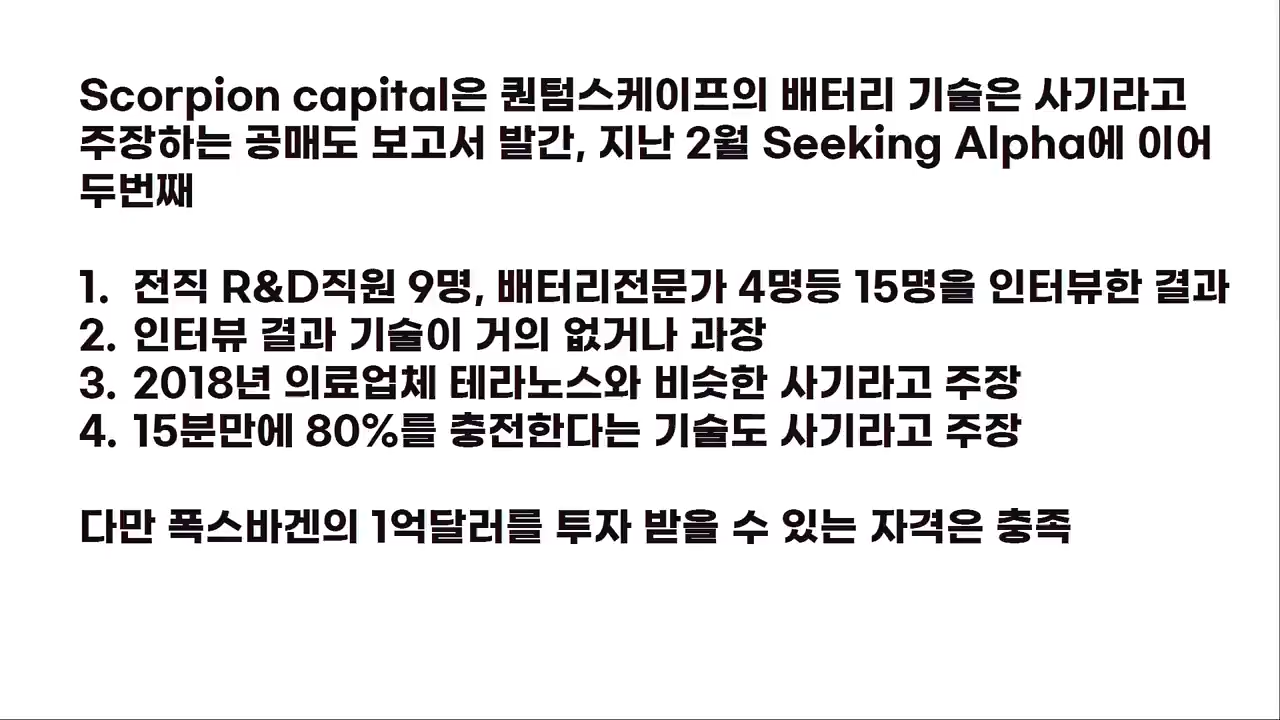 Scorpion capital은 퀀텀스케이프의 배터리 기술은 사기라고
주장하는 공매도 보고서 발간, 지난 2월 Seeking Alpha에 이어
두번째
1. 전직 R&D직원 9명, 배터리전문가 4명등 15명을 인터뷰한 결과
2. 인터뷰 결과 기술이 거의 없거나 과장
3. 2018년 의료업체 테라노스와 비슷한 사기라고 주장
4. 15분만에 80%를 충전한다는 기술도 사기라고 주장
다만 폭스바겐의 1억달러를 투자 받을 수 있는 자격은 충족